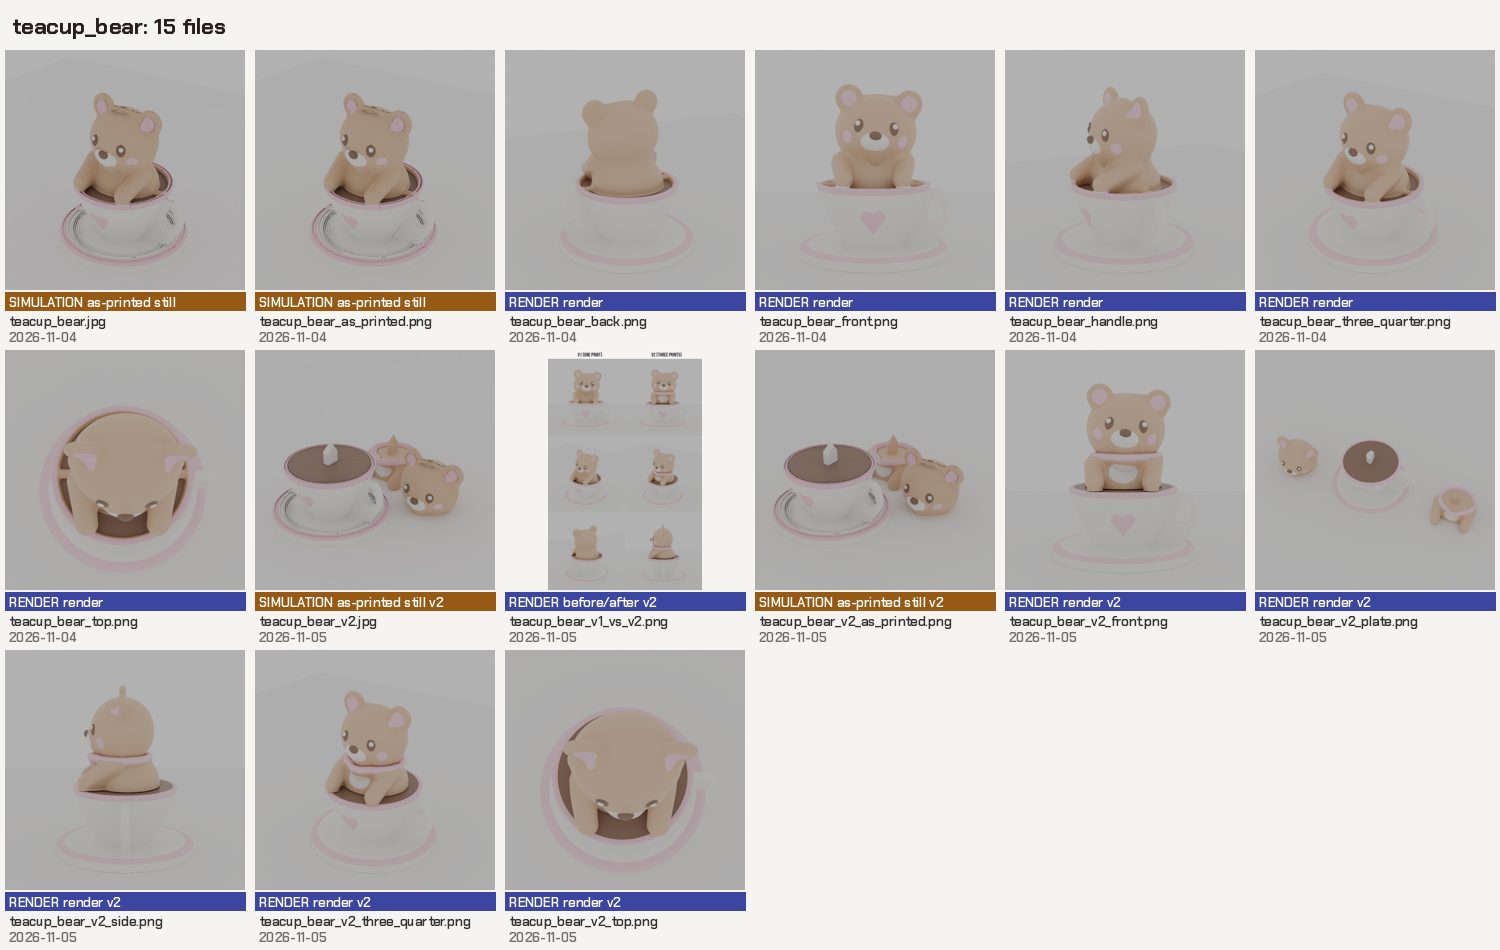 teacup_bear: 15 files
SIMULATION as-printed still
teacup_bear.jpg
2026-11-04
SIMULATION as-printed still
teacup_bear_as_printed.png
2026-11-04
RENDER render
teacup_bear_back.png
2026-11-04
RENDER render
teacup_bear_front.png
2026-11-04
RENDER render
teacup_bear_handle.png
2026-11-04
RENDER render
teacup_bear_three_quarter.png
2026-11-04
RENDER render
teacup_bear_top.png
2026-11-04
SIMULATION as-printed still v2
teacup_bear_v2.jpg
2026-11-05
V1 (ONE PRINT)
V2 (THREE PRINTS)
RENDER before/after v2
teacup_bear_v1_vs_v2.png
2026-11-05
SIMULATION as-printed still v2
teacup_bear_v2_as_printed.png
2026-11-05
RENDER render v2
teacup_bear_v2_front.png
2026-11-05
RENDER render v2
teacup_bear_v2_plate.png
2026-11-05
RENDER render v2
teacup_bear_v2_side.png
2026-11-05
RENDER render v2
teacup_bear_v2_three_quarter.png
2026-11-05
RENDER render v2
teacup_bear_v2_top.png
2026-11-05